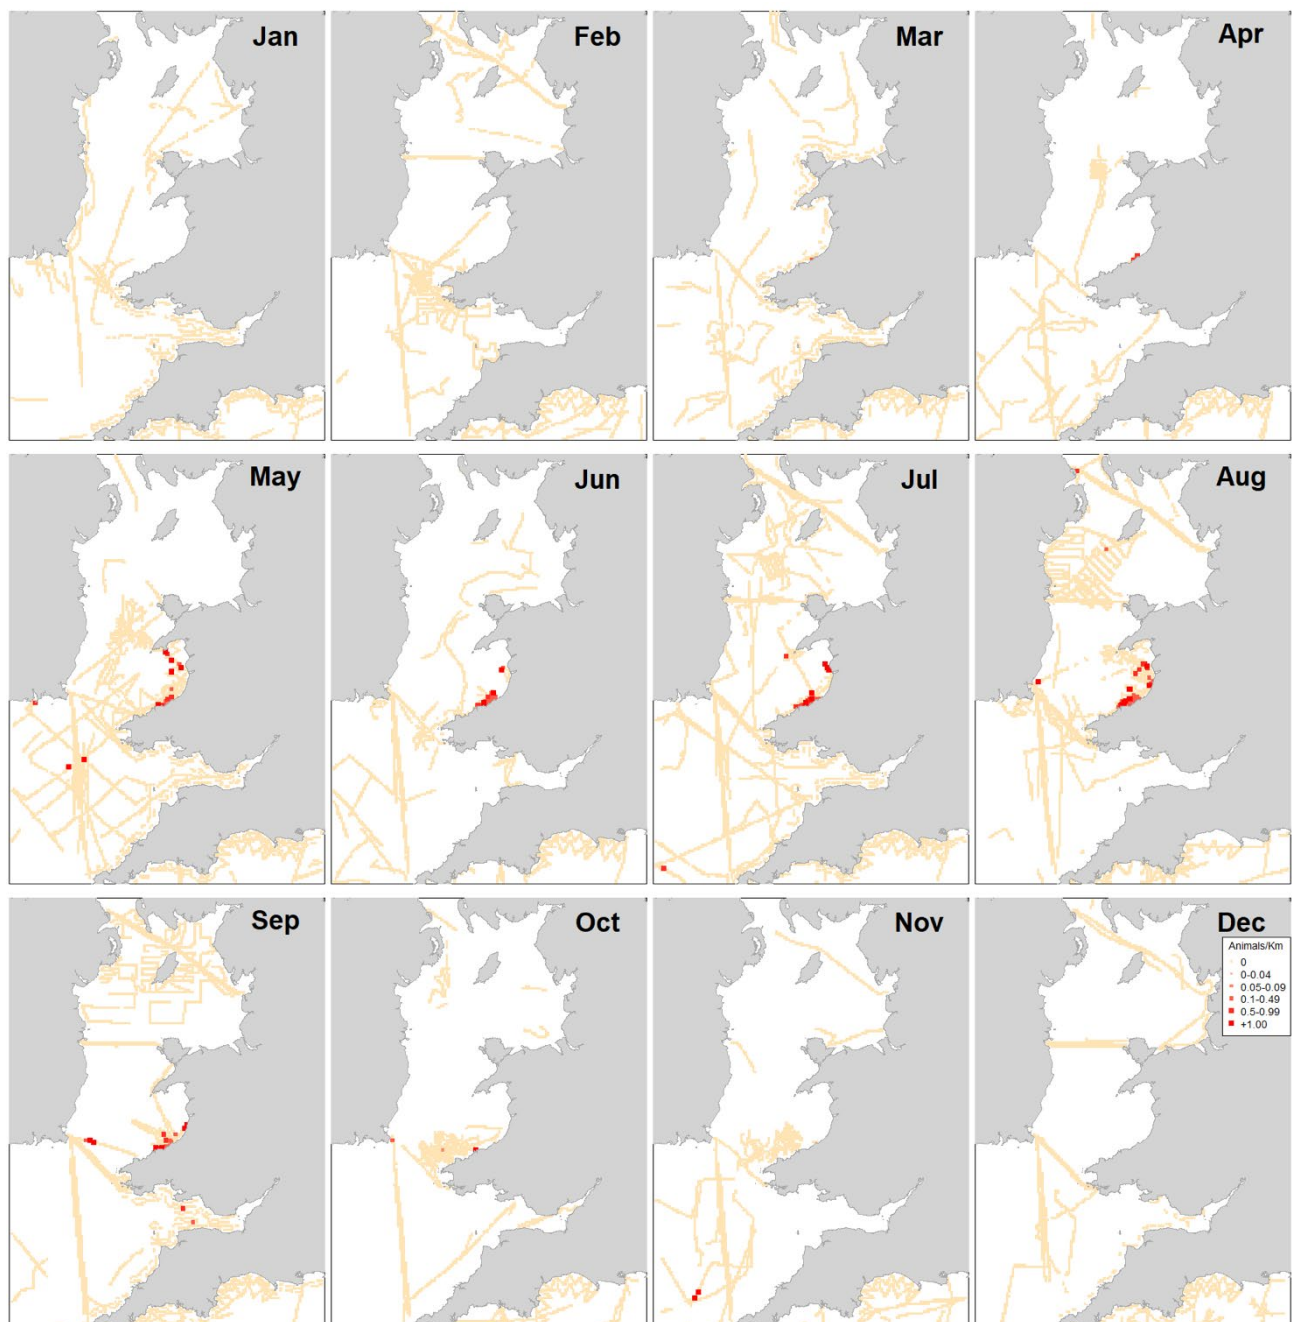 Jan
Feb
Mar
Apr
May
Jun
Jul
Aug
Sep
Oct
Nov
Dec
Animals/Km
0
0-0.04
0.05-0.09
0.1-0.49
0.5-0.99
+1.00